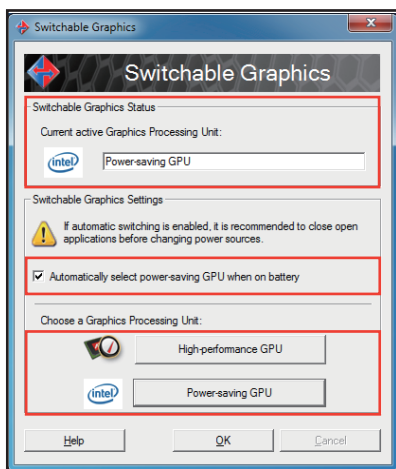 Switchable Graphics
Switchable Graphics
Switchable Graphics Status
Current active Graphics Processing Unit:
intel
Power-saving GPU
Switchable Graphics Settings
If automatic switching is enabled, it is recommended to close open
applications before changing power sources.
Automatically select power-saving GPU when on battery
Choose a Graphics Processing Unit:
High-performance GPU
intel
Power-saving GPU
Help
OK
Cancel